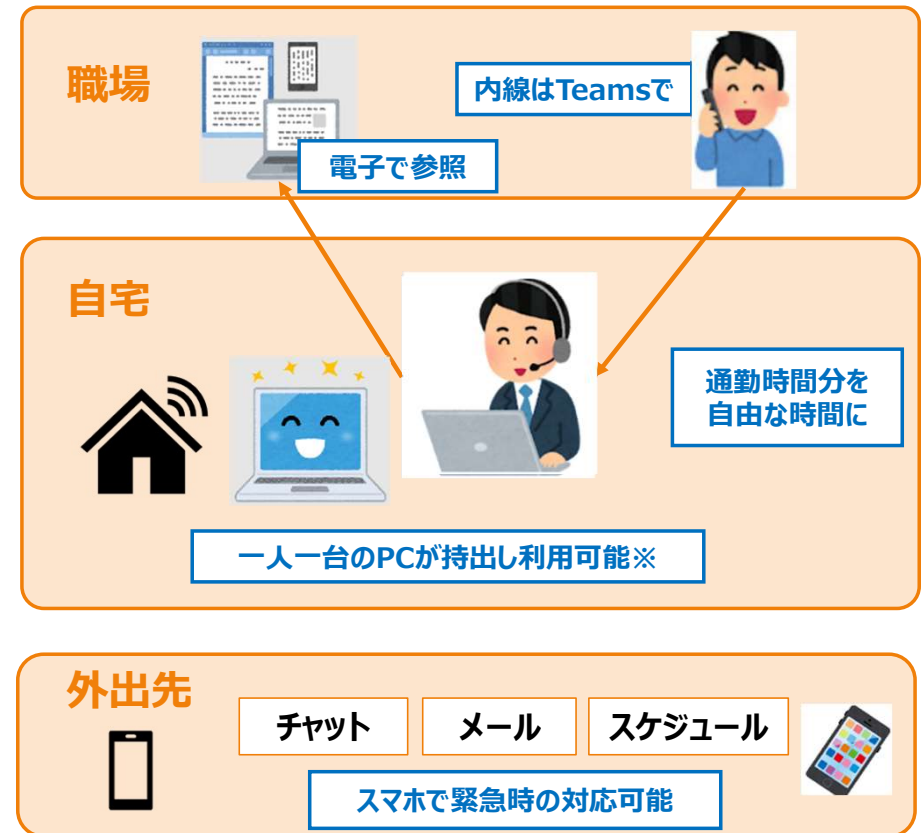 職場
内線はTeamsで
電子で参照
自宅
通勤時間分を
自由な時間に
一人一台のPCが持出し利用可能※
外出先
チャット
メール
スケジュール
スマホで緊急時の対応可能